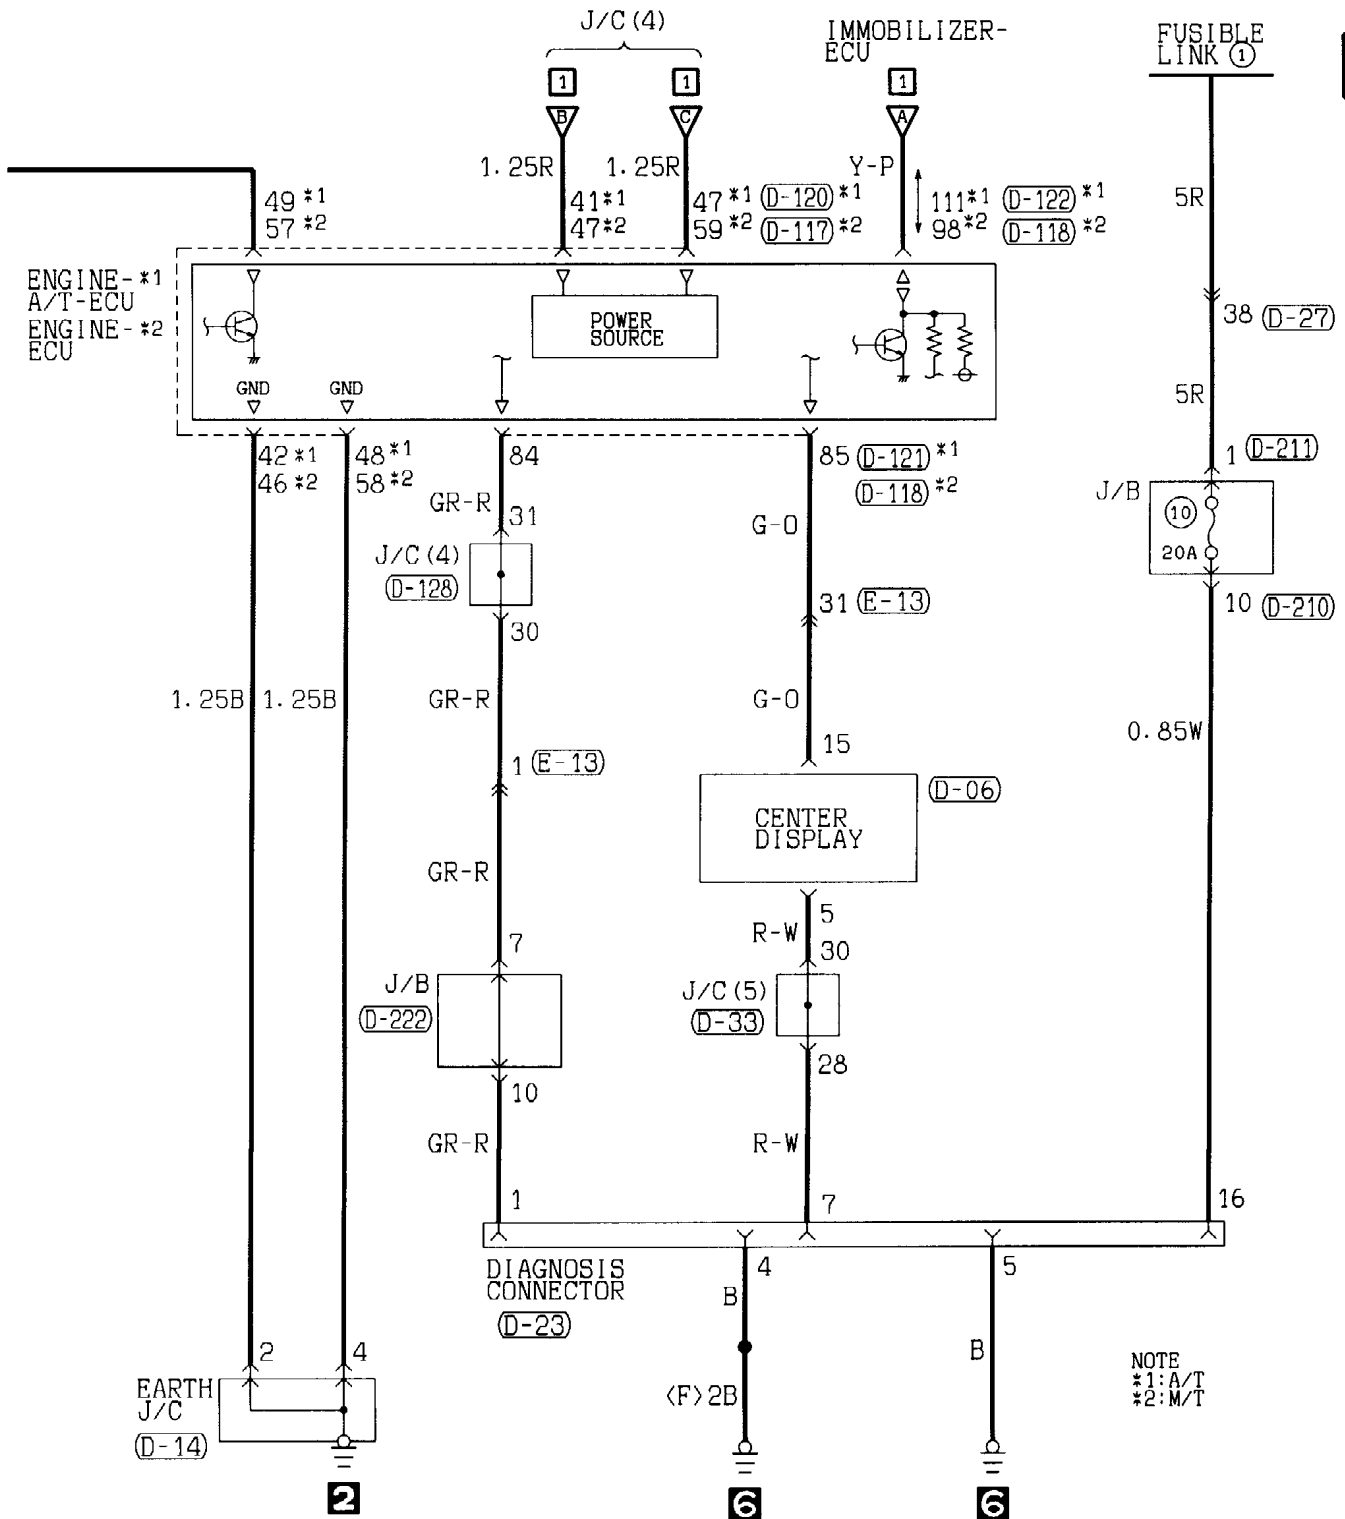 J/C(4)
IMMOBILIZER-
ECU
FUSIBLE
LINK ①
1
1
1
B
C
A
1.25R
1.25R
Y-P
5R
49*1
57*2
41*1
47*2
47*1 (D-120)*1
59*2 (D-117)*2
111*1 (D-122)*1
98*2 (D-118)*2
ENGINE-*1
A/T-ECU
ENGINE-*2
ECU
POWER
SOURCE
GND
GND
38 (D-27)
5R
42*1
46*2
48*1
58*2
84
85 (D-121)*1
(D-118)*2
1 (D-211)
J/B
⑩
20A
GR-R
31
G-O
J/C(4)
(D-128)
30
31 (E-13)
10 (D-210)
1.25B
1.25B
GR-R
G-O
0.85W
1 (E-13)
15
(D-06)
CENTER
DISPLAY
GR-R
5
R-W
30
7
J/B
(D-222)
J/C(5)
(D-33)
28
10
GR-R
R-W
1
7
16
DIAGNOSIS
CONNECTOR
(D-23)
4
5
B
B
2
4
EARTH
J/C
(D-14)
<F>2B
NOTE
*1:A/T
*2:M/T
2
6
6